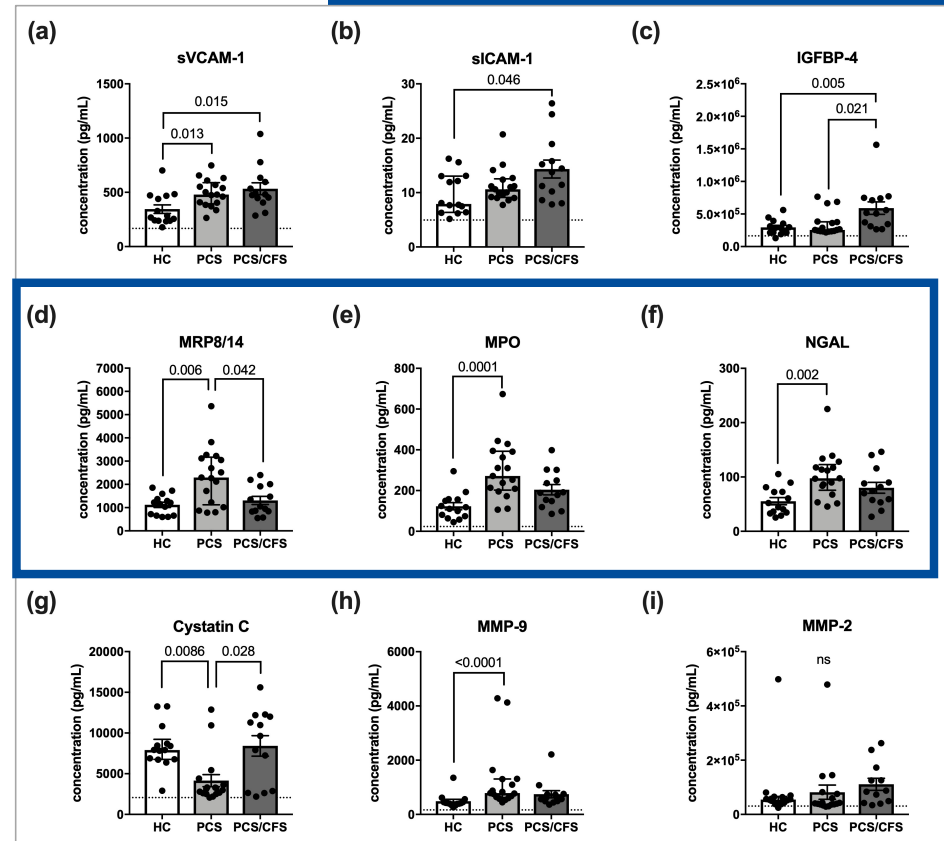 (a)
sVCAM-1
concentration (pg/mL)
1500
1000
500
0
0.015
0.013
HC PCS PCS/CFS
(b)
sICAM-1
concentration (pg/mL)
30
20
10
0
0.046
HC PCS PCS/CFS
(c)
IGFBP-4
concentration (pg/mL)
2.5×10⁶
2.0×10⁶
1.5×10⁶
1.0×10⁶
5.0×10⁵
0.0
0.005
0.021
HC PCS PCS/CFS
(d)
MRP8/14
concentration (pg/mL)
7000
6000
5000
4000
3000
2000
1000
0
0.006 0.042
HC PCS PCS/CFS
(e)
MPO
concentration (pg/mL)
800
600
400
200
0
0.0001
HC PCS PCS/CFS
(f)
NGAL
concentration (pg/mL)
300
200
100
0
0.002
HC PCS PCS/CFS
(g)
Cystatin C
concentration (pg/mL)
20000
15000
10000
5000
0
0.0086 0.028
HC PCS PCS/CFS
(h)
MMP-9
concentration (pg/mL)
6000
4000
2000
0
<0.0001
HC PCS PCS/CFS
(i)
MMP-2
concentration (pg/mL)
6×10⁵
4×10⁵
2×10⁵
0
ns
HC PCS PCS/CFS